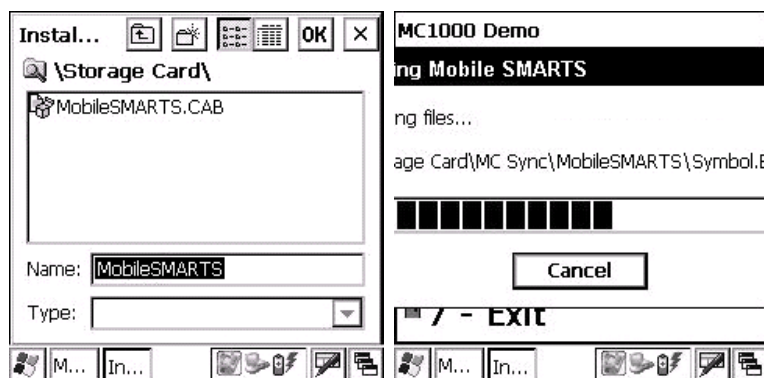 Instal... OK
\Storage Card\
MobileSMARTS.CAB
Name: MobileSMARTS
Type:
M... In...
MC1000 Demo
ing Mobile SMARTS
ng files...
age Card\MC Sync\MobileSMARTS\Symbol.E
Cancel
7 - Exit
M... In...